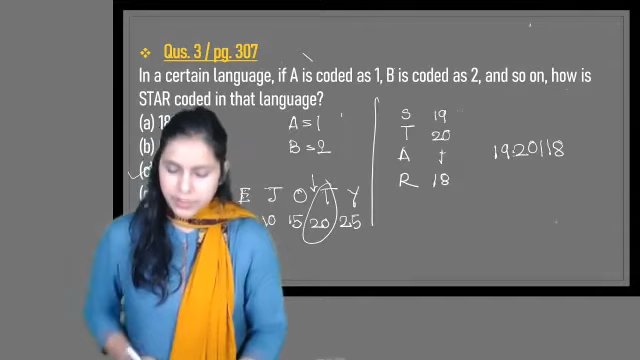 ❖ Qus. 3 / pg. 307
In a certain language, if A is coded as 1, B is coded as 2, and so on, how is
STAR coded in that language?
(a) 18
(b)
(c)
A = 1
B = 2
E J O T Y
10 15 20 25
S 19
T 20
A 1
R 18
1920118